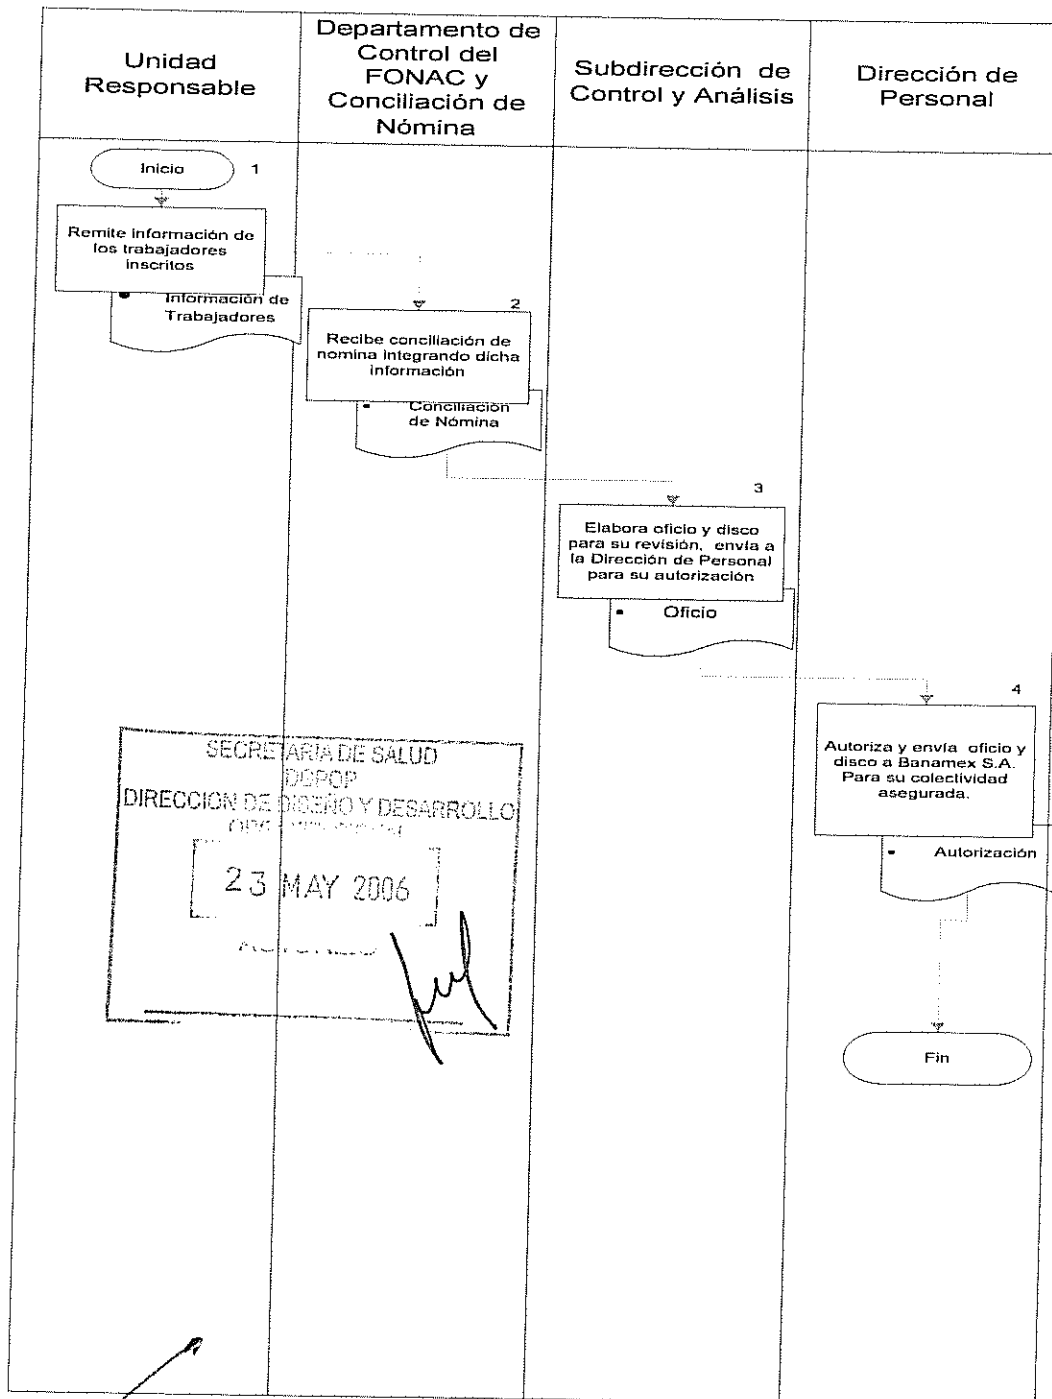 Unidad
Responsable
Departamento de
Control del
FONAC y
Conciliación de
Nómina
Subdirección de
Control y Análisis
Dirección de
Personal
Inicio
1
Remite información de
los trabajadores
inscritos
• Información de
Trabajadores
2
Recibe conciliación de
nomina integrando dicha
información
• Conciliación
de Nómina
3
Elabora oficio y disco
para su revisión, envía a
la Dirección de Personal
para su autorización
• Oficio
4
Autoriza y envía oficio y
disco a Banamex S.A.
Para su colectividad
asegurada.
• Autorización
Fin
SECRETARIA DE SALUD
DIRECCION DE DISEÑO Y DESARROLLO
23 MAY 2006